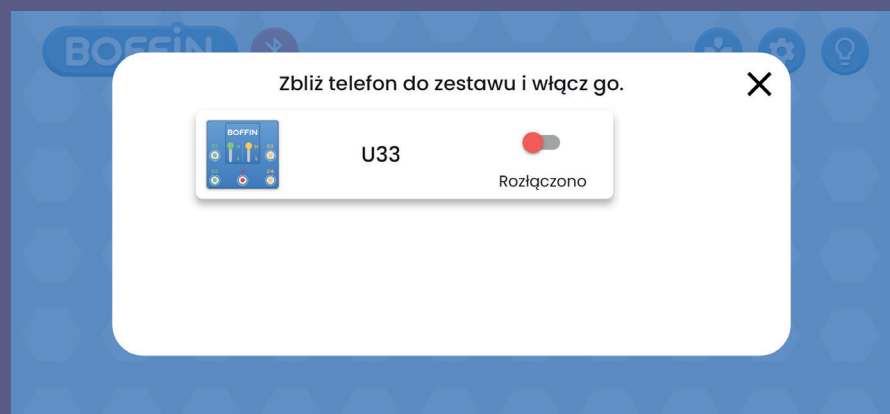 BOFFIN
Zbliż telefon do zestawu i włącz go.
BOFFIN
U33
Rozłączono